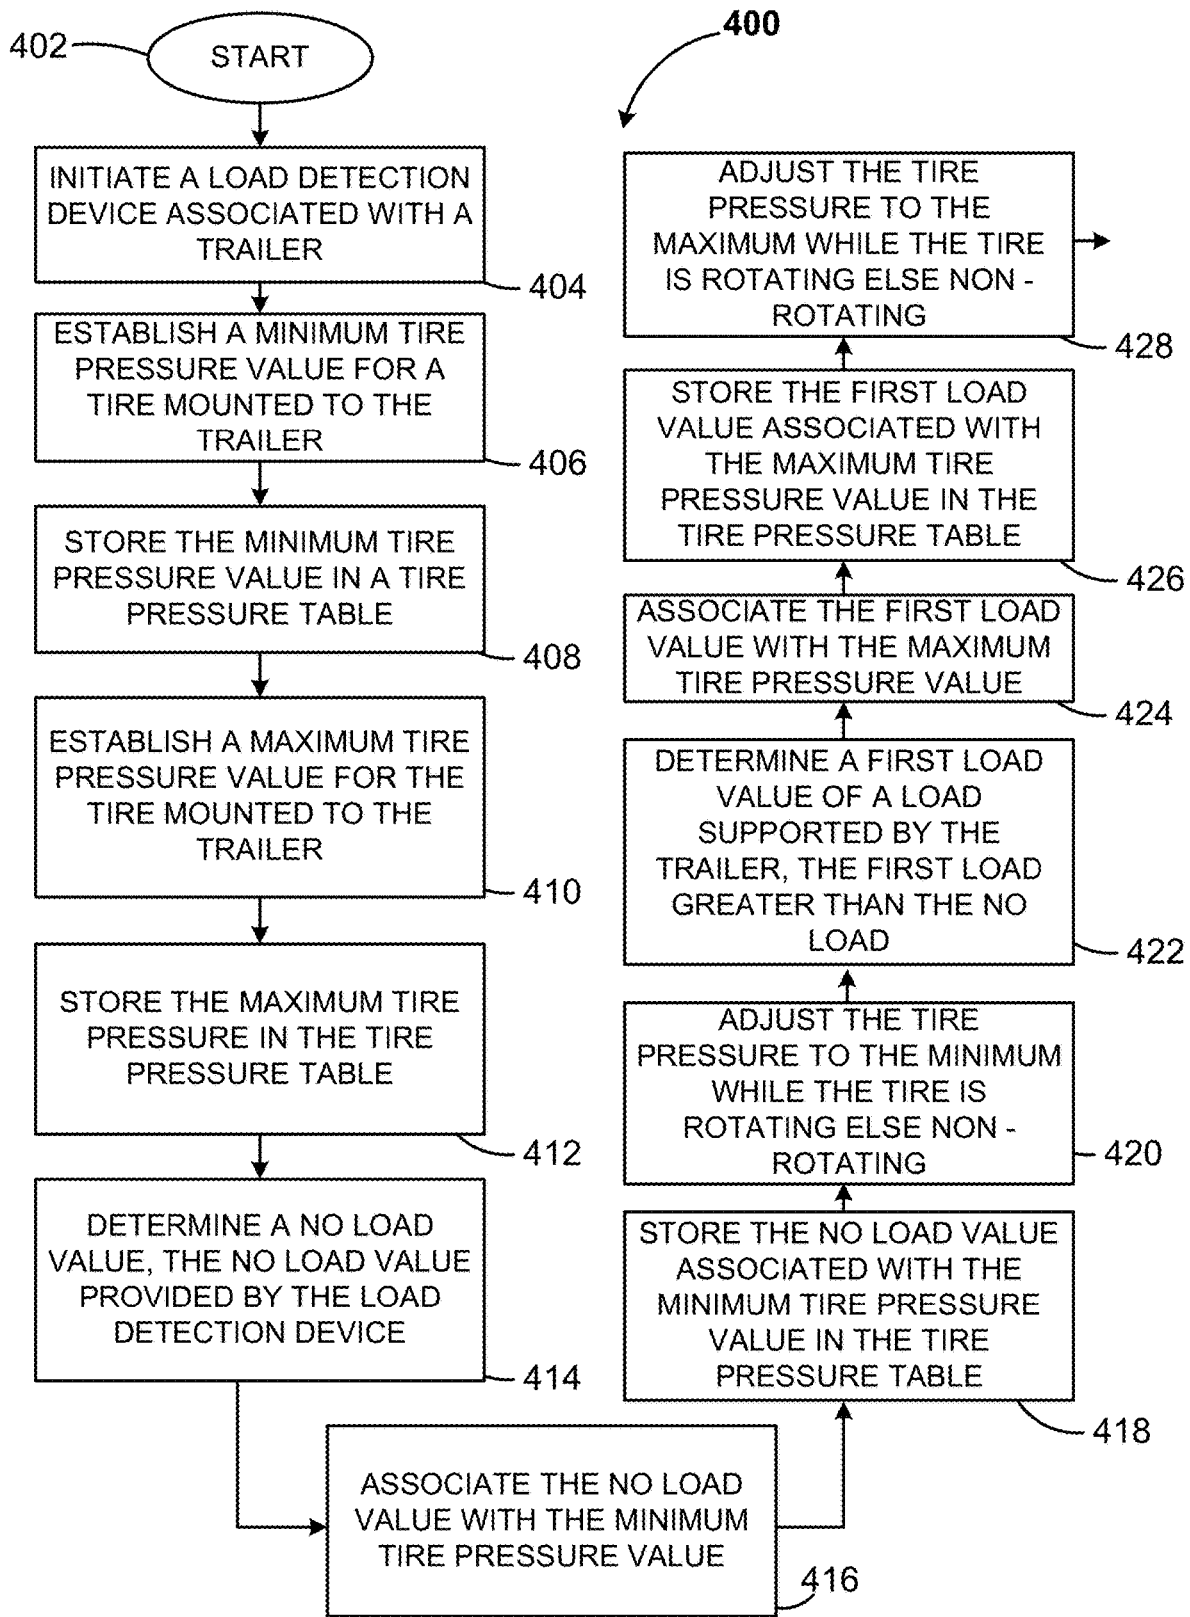 402
START
INITIATE A LOAD DETECTION
DEVICE ASSOCIATED WITH A
TRAILER
404
ESTABLISH A MINIMUM TIRE
PRESSURE VALUE FOR A
TIRE MOUNTED TO THE
TRAILER
406
STORE THE MINIMUM TIRE
PRESSURE VALUE IN A TIRE
PRESSURE TABLE
408
ESTABLISH A MAXIMUM TIRE
PRESSURE VALUE FOR THE
TIRE MOUNTED TO THE
TRAILER
410
STORE THE MAXIMUM TIRE
PRESSURE IN THE TIRE
PRESSURE TABLE
412
DETERMINE A NO LOAD
VALUE, THE NO LOAD VALUE
PROVIDED BY THE LOAD
DETECTION DEVICE
414
ASSOCIATE THE NO LOAD
VALUE WITH THE MINIMUM
TIRE PRESSURE VALUE
416
400
ADJUST THE TIRE
PRESSURE TO THE
MAXIMUM WHILE THE TIRE
IS ROTATING ELSE NON -
ROTATING
428
STORE THE FIRST LOAD
VALUE ASSOCIATED WITH
THE MAXIMUM TIRE
PRESSURE VALUE IN THE
TIRE PRESSURE TABLE
426
ASSOCIATE THE FIRST LOAD
VALUE WITH THE MAXIMUM
TIRE PRESSURE VALUE
424
DETERMINE A FIRST LOAD
VALUE OF A LOAD
SUPPORTED BY THE
TRAILER, THE FIRST LOAD
GREATER THAN THE NO
LOAD
422
ADJUST THE TIRE
PRESSURE TO THE MINIMUM
WHILE THE TIRE IS
ROTATING ELSE NON -
ROTATING
420
STORE THE NO LOAD VALUE
ASSOCIATED WITH THE
MINIMUM TIRE PRESSURE
VALUE IN THE TIRE
PRESSURE TABLE
418